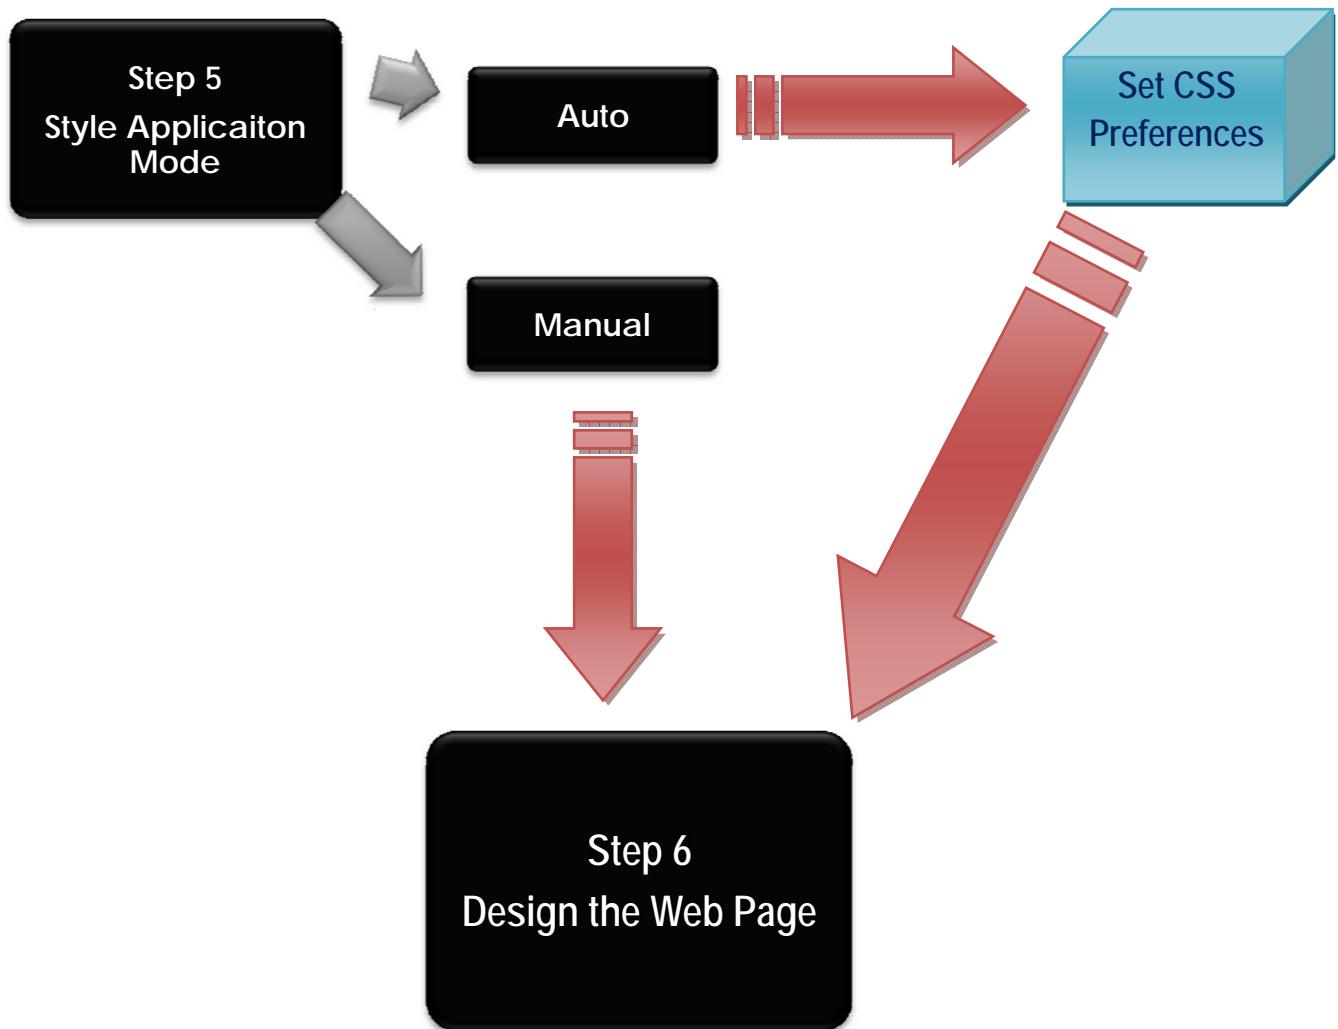 Step 5
Style Applicaiton
Mode
Auto
Set CSS
Preferences
Manual
Step 6
Design the Web Page